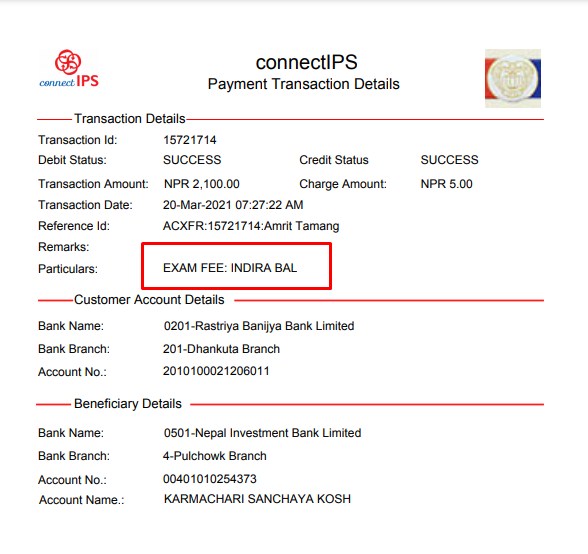 connectIPS
connectIPS
Payment Transaction Details
Transaction Details
Transaction Id: 15721714
Debit Status: SUCCESS Credit Status SUCCESS
Transaction Amount: NPR 2,100.00 Charge Amount: NPR 5.00
Transaction Date: 20-Mar-2021 07:27:22 AM
Reference Id: ACXFR:15721714:Amrit Tamang
Remarks:
Particulars: EXAM FEE: INDIRA BAL
Customer Account Details
Bank Name: 0201-Rastriya Banijya Bank Limited
Bank Branch: 201-Dhankuta Branch
Account No.: 2010100021206011
Beneficiary Details
Bank Name: 0501-Nepal Investment Bank Limited
Bank Branch: 4-Pulchowk Branch
Account No.: 00401010254373
Account Name.: KARMACHARI SANCHAYA KOSH